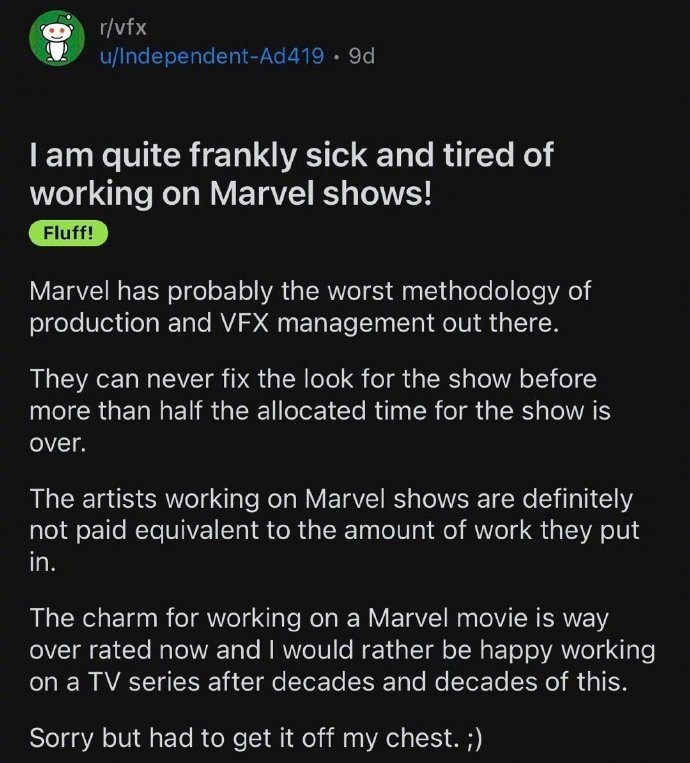 r/vfx
u/Independent-Ad419 • 9d
I am quite frankly sick and tired of
working on Marvel shows!
Fluff!
Marvel has probably the worst methodology of
production and VFX management out there.
They can never fix the look for the show before
more than half the allocated time for the show is
over.
The artists working on Marvel shows are definitely
not paid equivalent to the amount of work they put
in.
The charm for working on a Marvel movie is way
over rated now and I would rather be happy working
on a TV series after decades and decades of this.
Sorry but had to get it off my chest. ;)